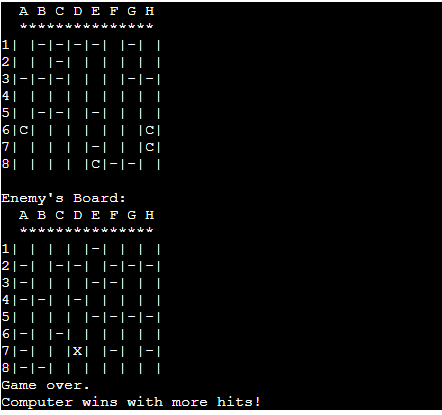 A B C D E F G H
  ***************
1| |-|-|-|-| |-| |
2| | |-| | | | | |
3|-|-|-| | | |-|-|
4| | | | | | | | |
5| |-|-| |-| | | |
6|C| | | | | | |C|
7| | | | |-| | |C|
8| | | | |C|-|-| |
Enemy's Board:
  A B C D E F G H
  ***************
1| | | | |-| | | |
2|-| |-|-| |-|-|-|
3|-| | | |-|-| | |
4|-|-| |-| | | | |
5| | | | |-|-|-|-|
6|-| |-| | | | | |
7|-| | |X| |-| |-|
8|-|-| | | | | | |
Game over.
Computer wins with more hits!